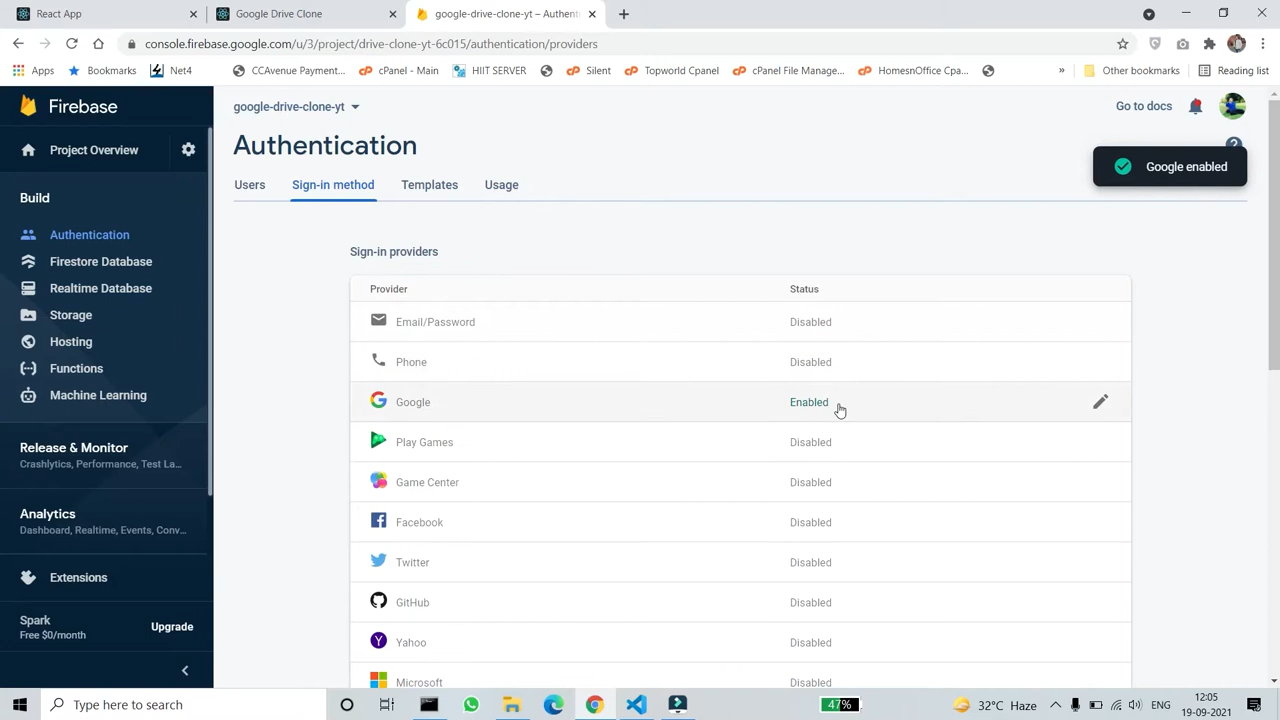 React App
Google Drive Clone
google-drive-clone-yt – Authent
console.firebase.google.com/u/3/project/drive-clone-yt-6c015/authentication/providers
Apps
Bookmarks
Net4
CCAvenue Payment...
cPanel - Main
HIIT SERVER
Silent
Topworld Cpanel
cPanel File Manage...
HomesnOffice Cpa...
»
Other bookmarks
Reading list
Firebase
google-drive-clone-yt
Go to docs
Project Overview
Authentication
Google enabled
Users
Sign-in method
Templates
Usage
Build
Authentication
Firestore Database
Realtime Database
Storage
Hosting
Functions
Machine Learning
Release & Monitor
Crashlytics, Performance, Test La...
Analytics
Dashboard, Realtime, Events, Conv...
Extensions
Spark
Free $0/month
Upgrade
Sign-in providers
Provider Status
Email/Password Disabled
Phone Disabled
Google Enabled
Play Games Disabled
Game Center Disabled
Facebook Disabled
Twitter Disabled
GitHub Disabled
Yahoo Disabled
Microsoft Disabled
Type here to search
47%
32°C Haze
12:05
19-09-2021